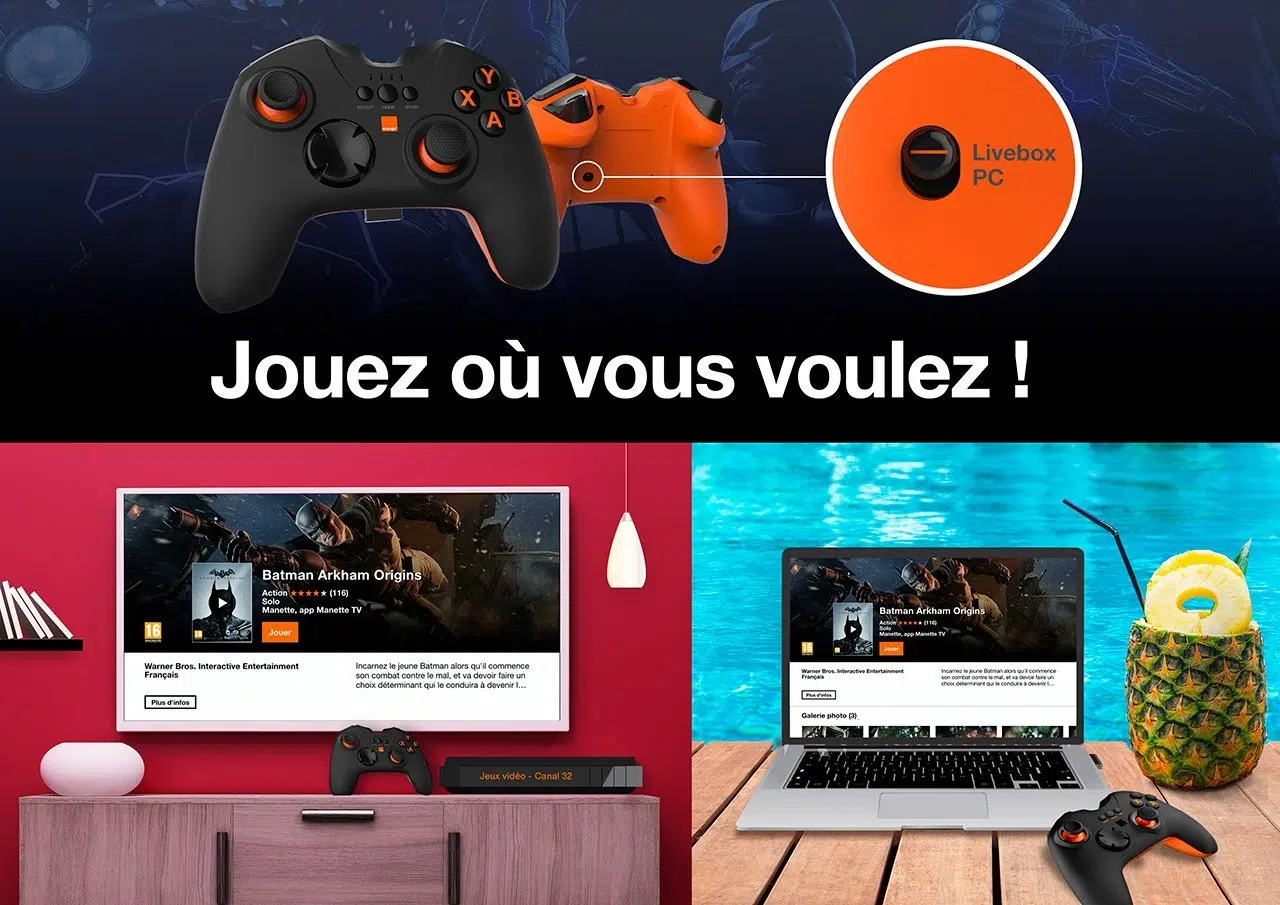 SELECT HOME START
Y
X B
A
orange
Livebox
PC
Jouez où vous voulez !
Batman Arkham Origins
Action ★★★★★ (116)
Solo
Manette, app Manette TV
Jouer
16
Warner Bros. Interactive Entertainment
Français
Incarnez le jeune Batman alors qu'il commence
son combat contre le mal, et va devoir faire un
choix déterminant qui le conduira à devenir l...
Plus d'infos
Jeux vidéo - Canal 32
Batman Arkham Origins
Action ★★★★★ (116)
Solo
Manette, app Manette TV
Jouer
16
Warner Bros. Interactive Entertainment
Français
Incarnez le jeune Batman alors qu'il commence
son combat contre le mal, et va devoir faire un
choix déterminant qui le conduira à devenir l...
Plus d'infos
Galerie photo (3)